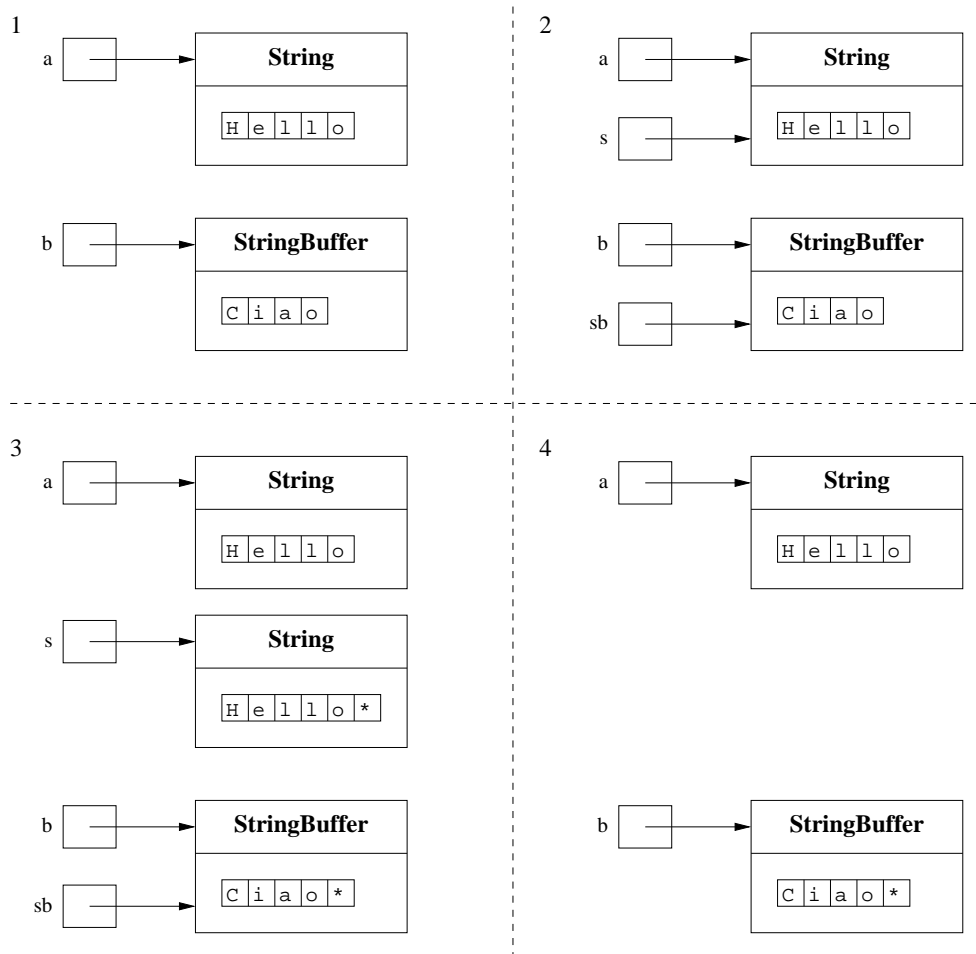 1
a
String
H e l l o
b
StringBuffer
C i a o
2
a
String
s
H e l l o
b
StringBuffer
sb
C i a o
3
a
String
H e l l o
s
String
H e l l o *
b
StringBuffer
sb
C i a o *
4
a
String
H e l l o
b
StringBuffer
C i a o *